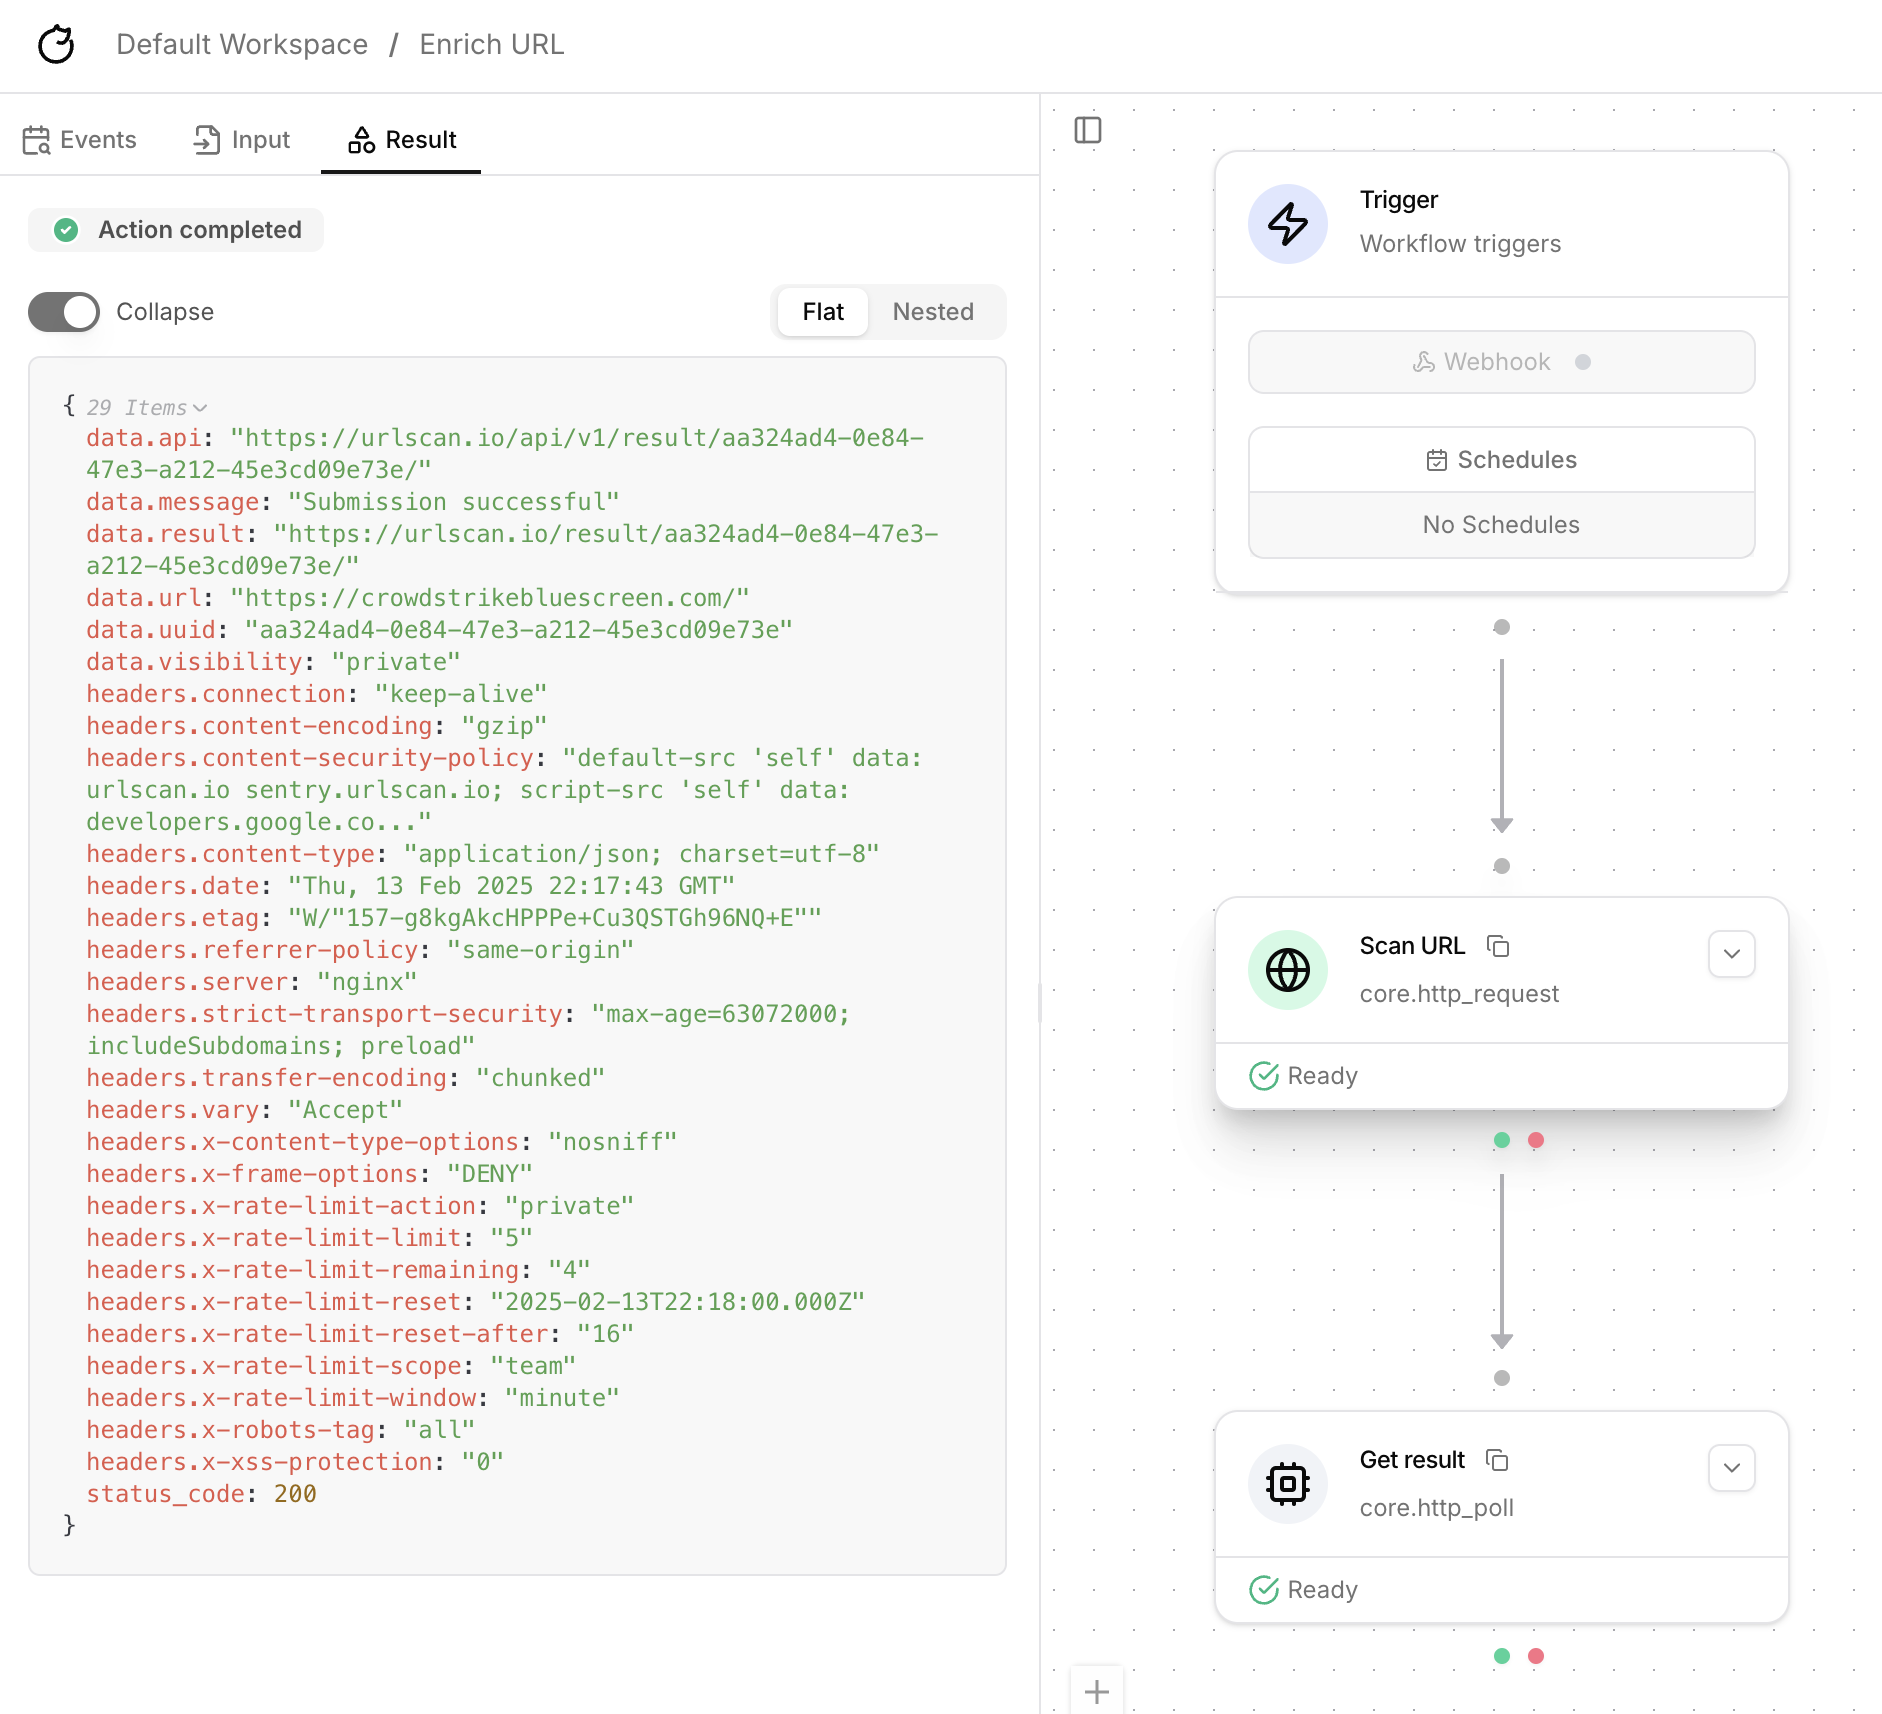 Default Workspace / Enrich URL
Events Input Result
Action completed
Collapse Flat Nested
{ 29 Items
data.api: "https://urlscan.io/api/v1/result/aa324ad4-0e84-
47e3-a212-45e3cd09e73e/"
data.message: "Submission successful"
data.result: "https://urlscan.io/result/aa324ad4-0e84-47e3-
a212-45e3cd09e73e/"
data.url: "https://crowdstrikebluescreen.com/"
data.uuid: "aa324ad4-0e84-47e3-a212-45e3cd09e73e"
data.visibility: "private"
headers.connection: "keep-alive"
headers.content-encoding: "gzip"
headers.content-security-policy: "default-src 'self' data:
urlscan.io sentry.urlscan.io; script-src 'self' data:
developers.google.co..."
headers.content-type: "application/json; charset=utf-8"
headers.date: "Thu, 13 Feb 2025 22:17:43 GMT"
headers.etag: "W/"157-g8kgAkcHPPPe+Cu3QSTGh96NQ+E""
headers.referrer-policy: "same-origin"
headers.server: "nginx"
headers.strict-transport-security: "max-age=63072000;
includeSubdomains; preload"
headers.transfer-encoding: "chunked"
headers.vary: "Accept"
headers.x-content-type-options: "nosniff"
headers.x-frame-options: "DENY"
headers.x-rate-limit-action: "private"
headers.x-rate-limit-limit: "5"
headers.x-rate-limit-remaining: "4"
headers.x-rate-limit-reset: "2025-02-13T22:18:00.000Z"
headers.x-rate-limit-reset-after: "16"
headers.x-rate-limit-scope: "team"
headers.x-rate-limit-window: "minute"
headers.x-robots-tag: "all"
headers.x-xss-protection: "0"
status_code: 200
}
Trigger
Workflow triggers
Webhook
Schedules
No Schedules
Scan URL
core.http_request
Ready
Get result
core.http_poll
Ready